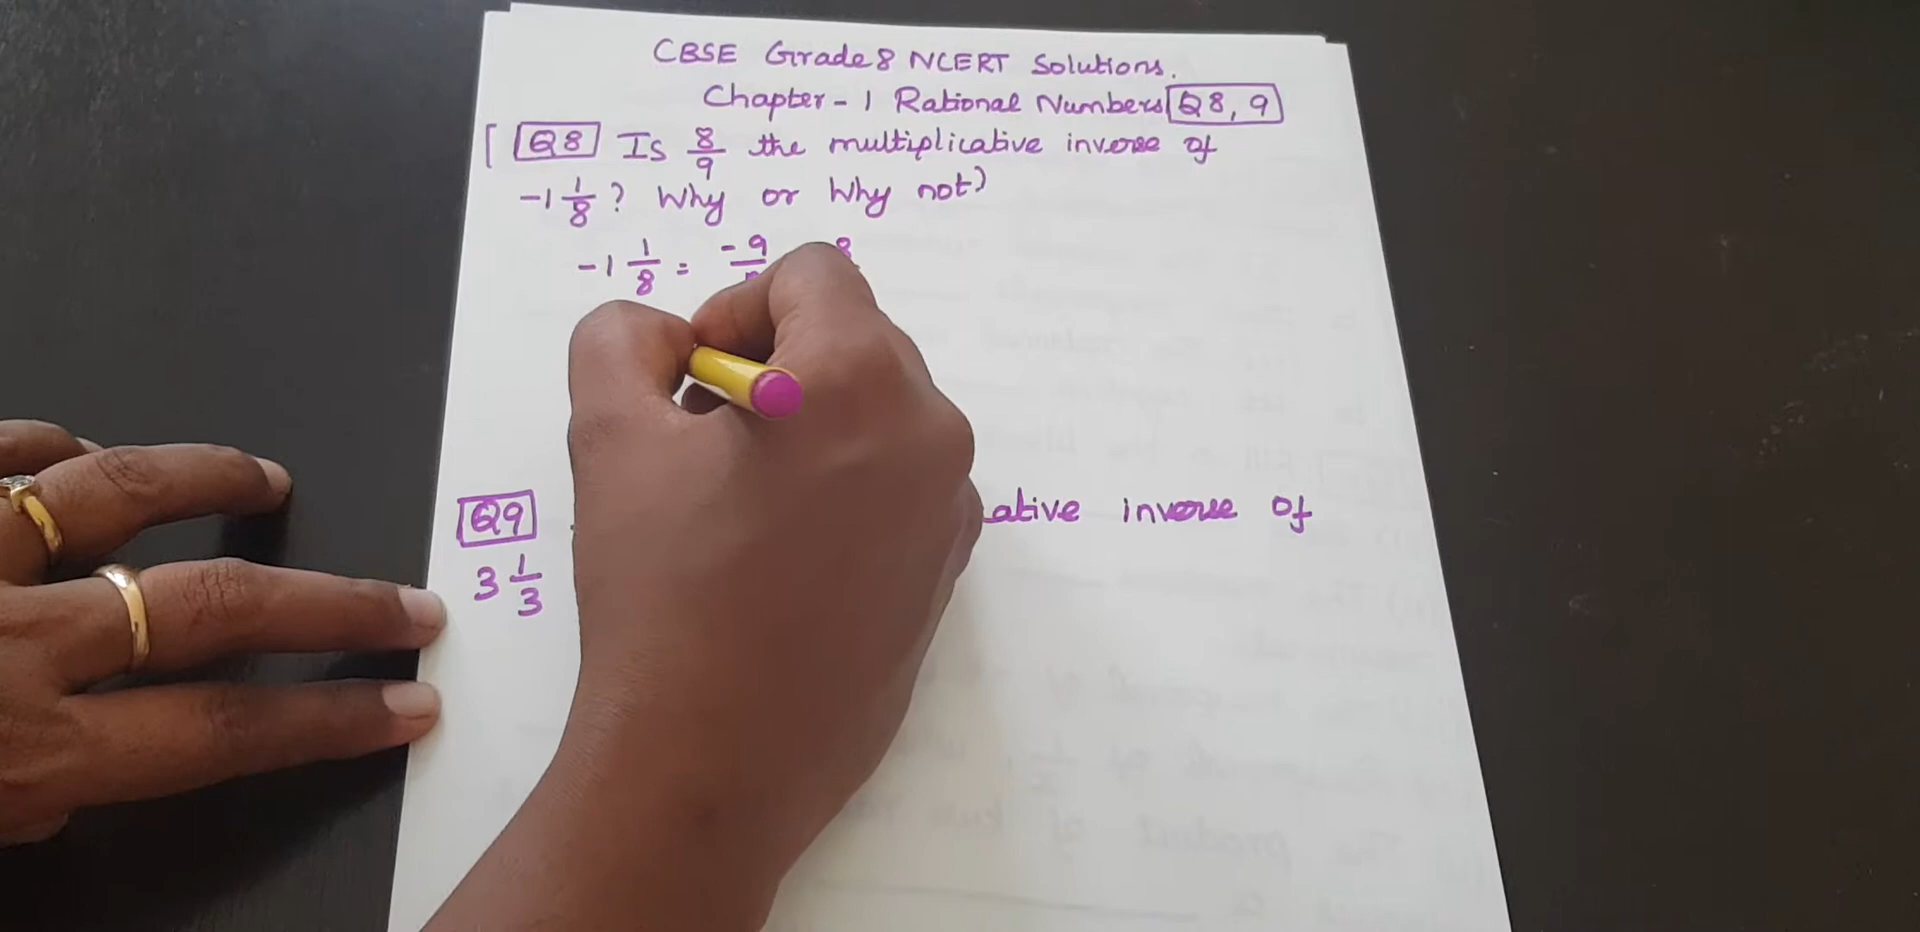 CBSE Grade 8 NCERT Solutions.
Chapter - 1 Rational Numbers Q8, 9
[ Q8 Is 8/9 the multiplicative inverse of
-1 1/8 ? Why or Why not)
-1 1/8 = -9 8
Q9 inverse of
3 1/3